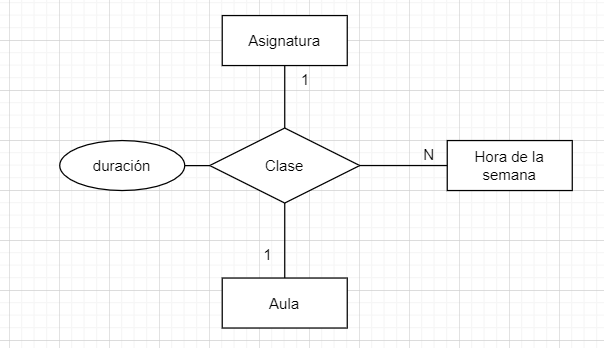 Asignatura
1
duración
Clase
N
Hora de la
semana
1
Aula